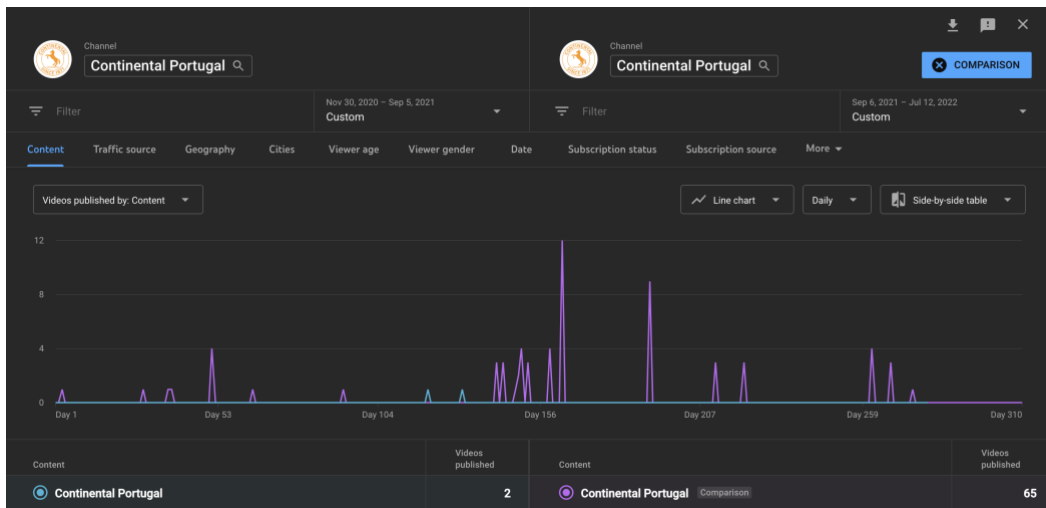 Channel
Continental Portugal
Channel
Continental Portugal
COMPARISON
Filter
Nov 30, 2020 – Sep 5, 2021
Custom
Filter
Sep 6, 2021 – Jul 12, 2022
Custom
Content Traffic source Geography Cities Viewer age Viewer gender Date Subscription status Subscription source More
Videos published by: Content
Line chart
Daily
Side-by-side table
12
8
4
0
Day 1 Day 53 Day 104 Day 156 Day 207 Day 259 Day 310
Content
Videos
published
Content
Videos
published
Continental Portugal 2
Continental Portugal Comparison 65